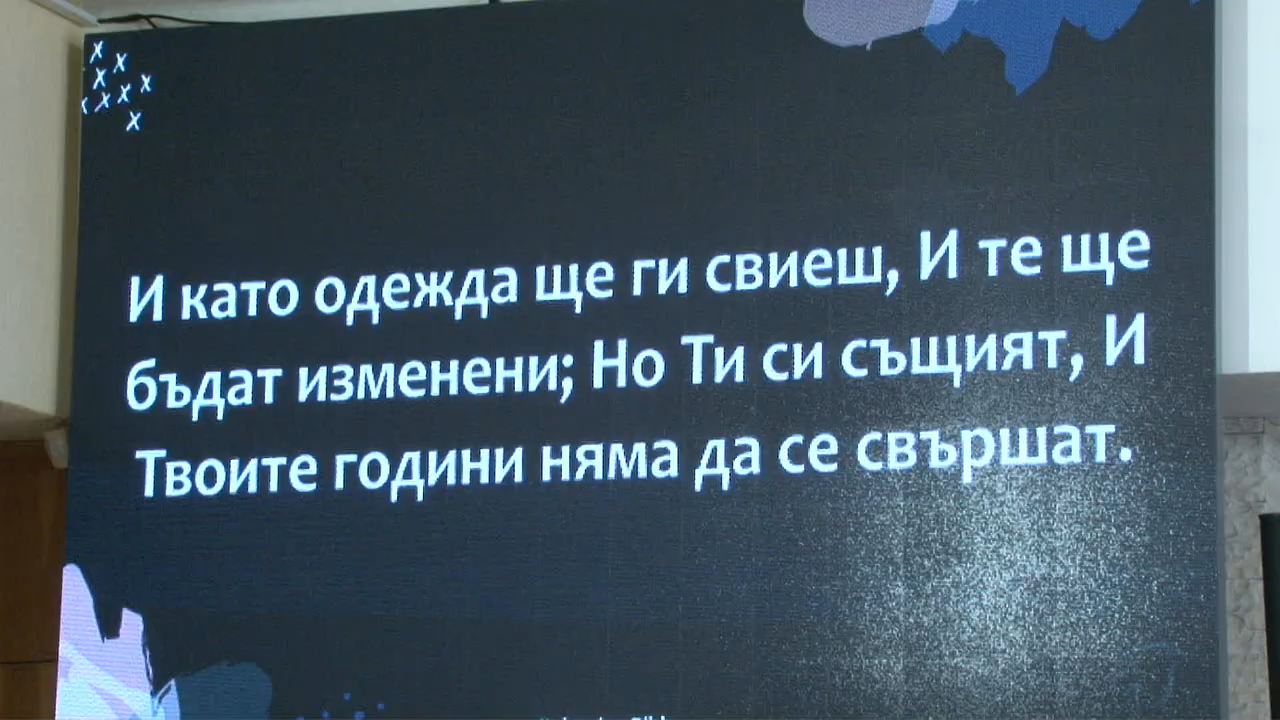 И като одежда ще ги свиеш, И те ще
бъдат изменени; Но Ти си същият, И
Твоите години няма да се свършат.